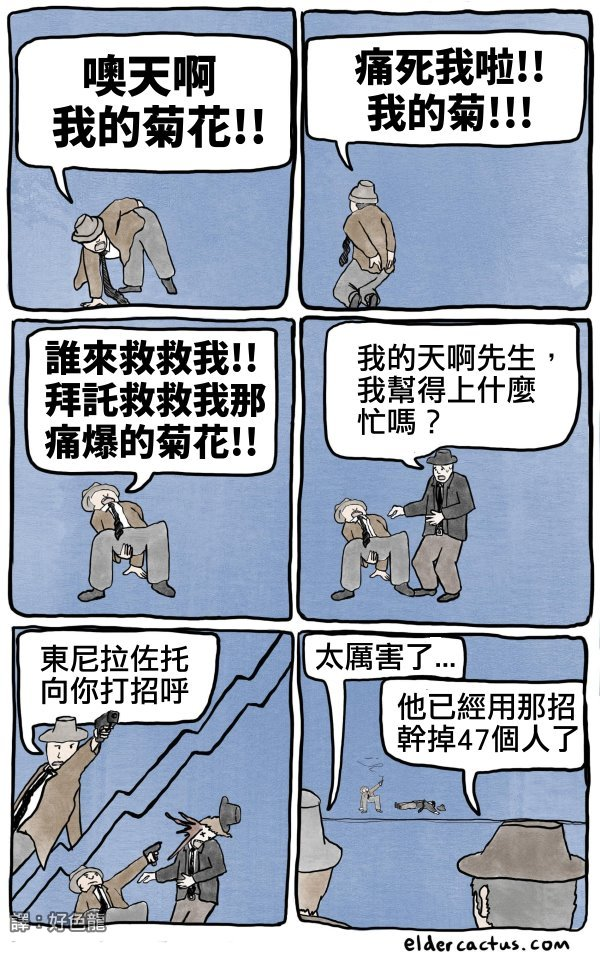 噢天啊
我的菊花!!
痛死我啦!!
我的菊!!!
誰來救救我!!
拜託救救我那
痛爆的菊花!!
我的天啊先生，
我幫得上什麼
忙嗎？
東尼拉佐托
向你打招呼
太厲害了...
他已經用那招
幹掉47個人了
譯：好色龍
eldercactus.com